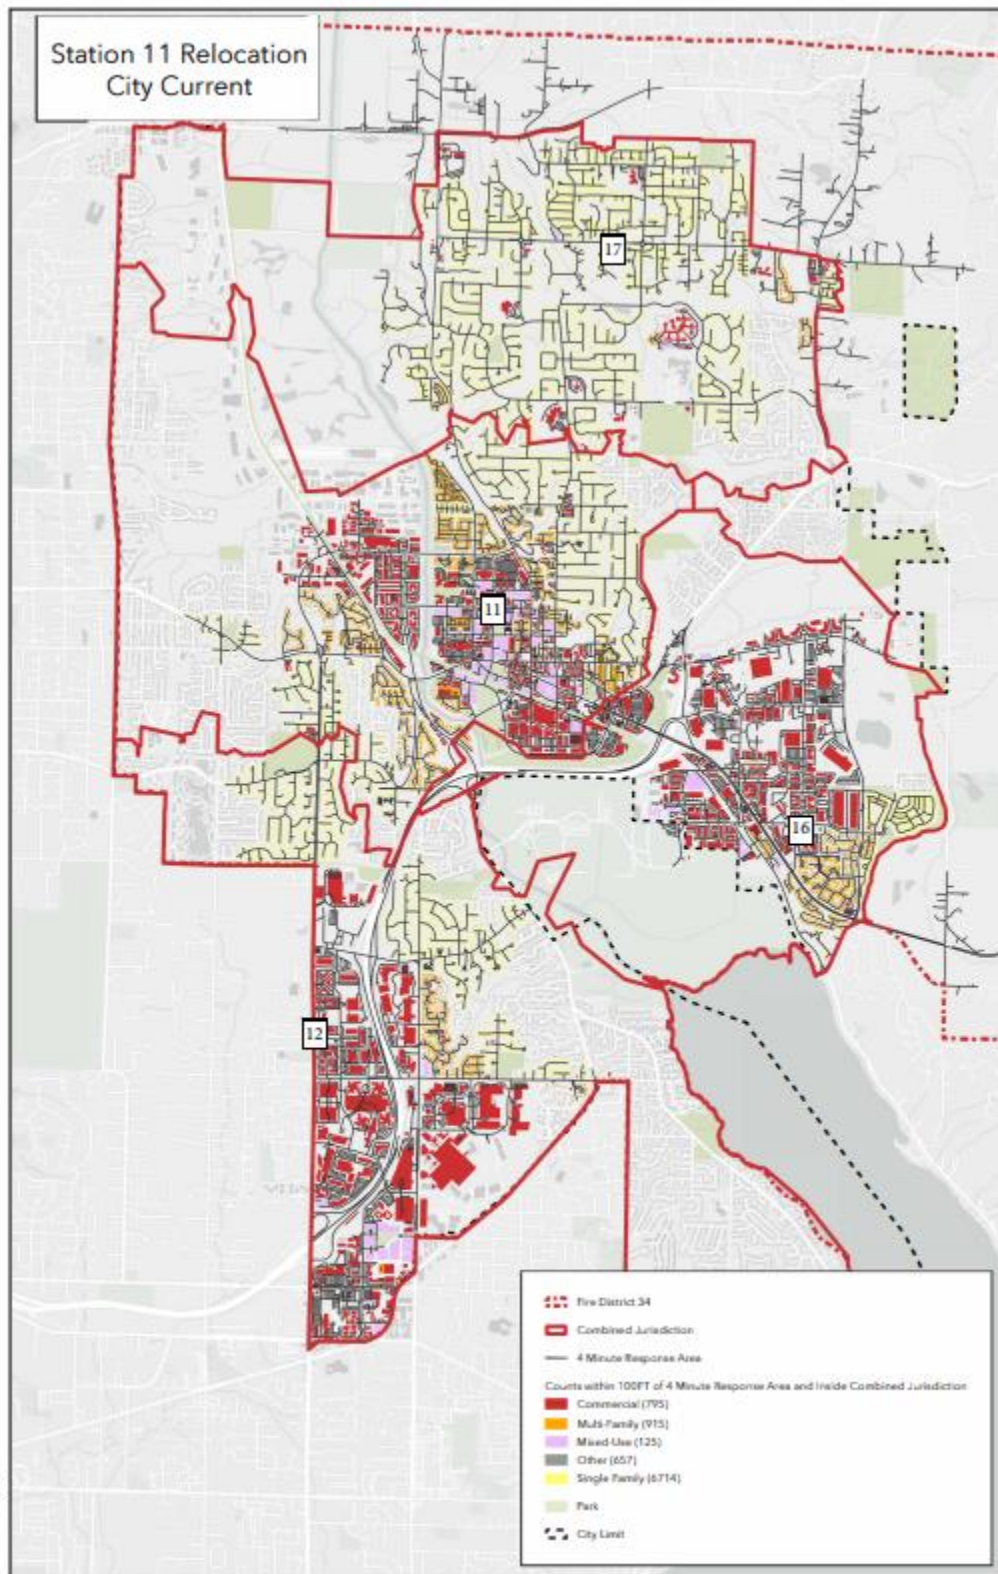 Station 11 Relocation
City Current
17
11
16
12
Fire District 34
Combined Jurisdiction
4 Minute Response Area
Counts within 100FT of 4 Minute Response Area and Inside Combined Jurisdiction
Commercial (795)
Multi-Family (915)
Mixed-Use (125)
Other (657)
Single Family (6714)
Park
City Limit